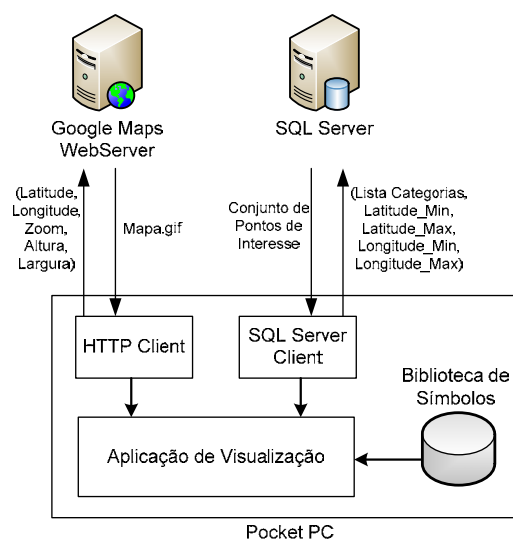 Google Maps
WebServer
SQL Server
(Latitude,
Longitude,
Zoom,
Altura,
Largura)
Mapa.gif
Conjunto de
Pontos de
Interesse
(Lista Categorias,
Latitude_Min,
Latitude_Max,
Longitude_Min,
Longitude_Max)
HTTP Client
SQL Server
Client
Biblioteca de
Símbolos
Aplicação de Visualização
Pocket PC